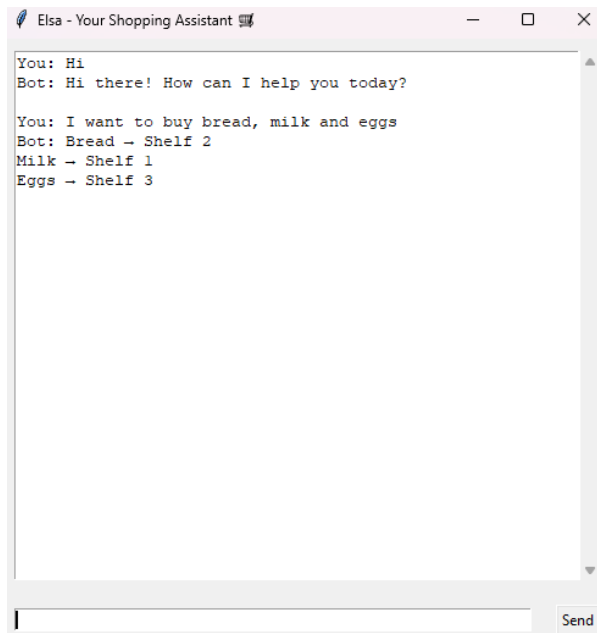 Elsa - Your Shopping Assistant 🛒
You: Hi
Bot: Hi there! How can I help you today?
You: I want to buy bread, milk and eggs
Bot: Bread → Shelf 2
Milk → Shelf 1
Eggs → Shelf 3
Send